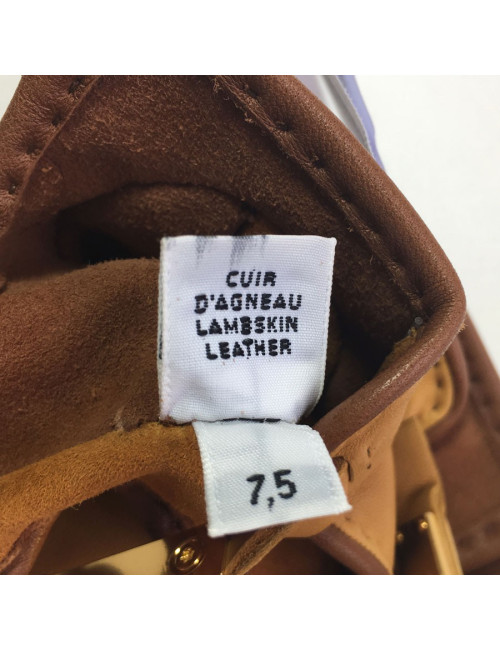 CUIR
D'AGNEAU
LAMBSKIN
LEATHER
7,5